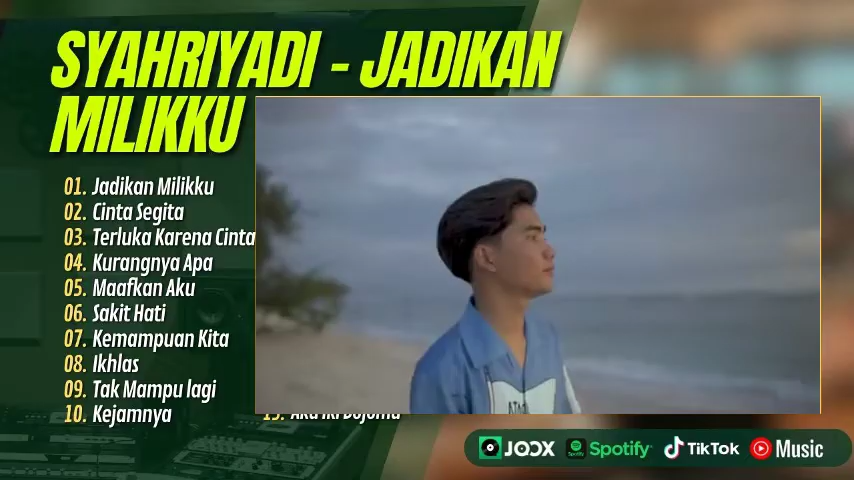 SYAHRIYADI - JADIKAN
MILIKKU
01. Jadikan Milikku
02. Cinta Segita
03. Terluka Karena Cinta
04. Kurangnya Apa
05. Maafkan Aku
06. Sakit Hati
07. Kemampuan Kita
08. Ikhlas
09. Tak Mampu lagi
10. Kejamnya
JOOX Spotify Spotify TikTok Music